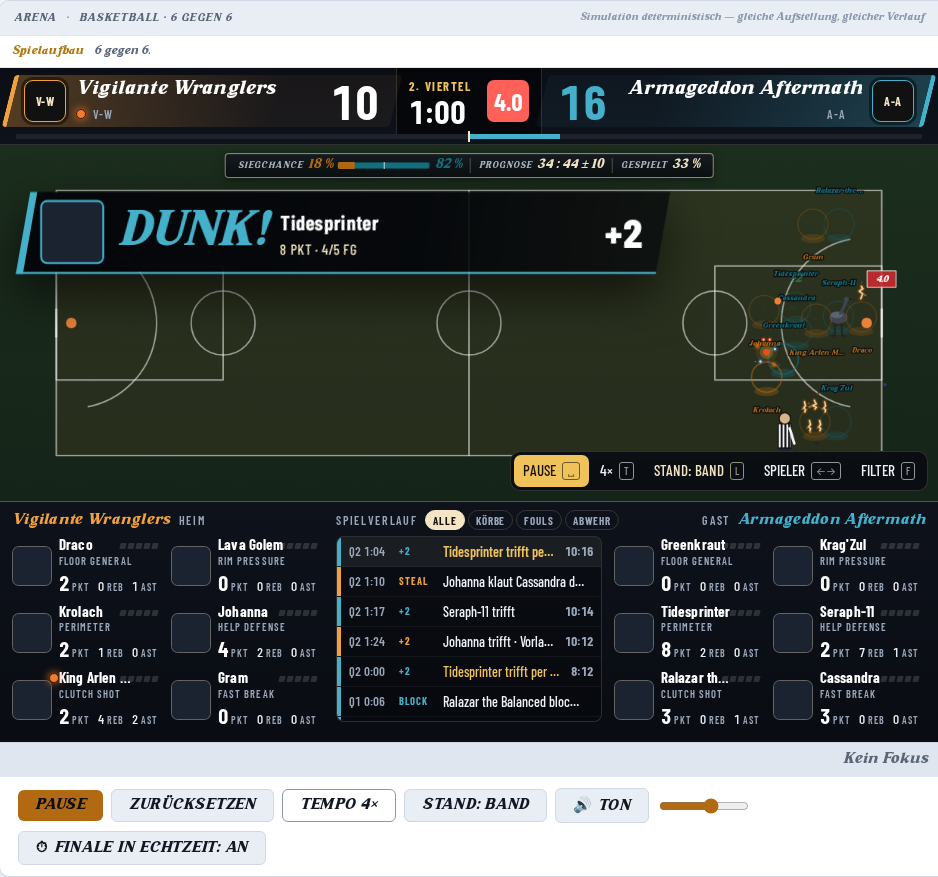 ARENA · BASKETBALL · 6 GEGEN 6
Simulation deterministisch — gleiche Aufstellung, gleicher Verlauf
Spielaufbau 6 gegen 6.
V-W Vigilante Wranglers 10
V-W
2. VIERTEL
1:00 4.0
16 Armageddon Aftermath A-A
A-A
SIEGCHANCE 18 % 82 % PROGNOSE 34 : 44 ± 10 GESPIELT 33 %
DUNK! Tidesprinter +2
8 PKT · 4/5 FG
Ralazar the...
Gram
Tidesprinter
Seraph-11
4.0
Cassandra
Greenkraut
Johanna
King Arlen M...
Draco
Krag'Zul
Krolach
PAUSE 4× T STAND: BAND L SPIELER ←→ FILTER F
Vigilante Wranglers HEIM
Draco
FLOOR GENERAL
2 PKT 0 REB 1 AST
Lava Golem
RIM PRESSURE
0 PKT 0 REB 0 AST
Krolach
PERIMETER
2 PKT 1 REB 2 AST
Johanna
HELP DEFENSE
4 PKT 2 REB 0 AST
King Arlen ...
CLUTCH SHOT
2 PKT 4 REB 2 AST
Gram
FAST BREAK
0 PKT 0 REB 0 AST
SPIELVERLAUF ALLE KÖRBE FOULS ABWEHR
Q2 1:04 +2 Tidesprinter trifft pe... 10:16
Q2 1:10 STEAL Johanna klaut Cassandra d...
Q2 1:17 +2 Seraph-11 trifft 10:14
Q2 1:24 +2 Johanna trifft · Vorla... 10:12
Q2 0:00 +2 Tidesprinter trifft per ... 8:12
Q1 0:06 BLOCK Ralazar the Balanced bloc...
GAST Armageddon Aftermath
Greenkraut
FLOOR GENERAL
0 PKT 0 REB 0 AST
Krag'Zul
RIM PRESSURE
0 PKT 0 REB 0 AST
Tidesprinter
PERIMETER
8 PKT 2 REB 0 AST
Seraph-11
HELP DEFENSE
2 PKT 7 REB 1 AST
Ralazar th...
CLUTCH SHOT
3 PKT 0 REB 1 AST
Cassandra
FAST BREAK
3 PKT 0 REB 0 AST
Kein Fokus
PAUSE ZURÜCKSETZEN TEMPO 4× STAND: BAND 🔊 TON
⏱ FINALE IN ECHTZEIT: AN